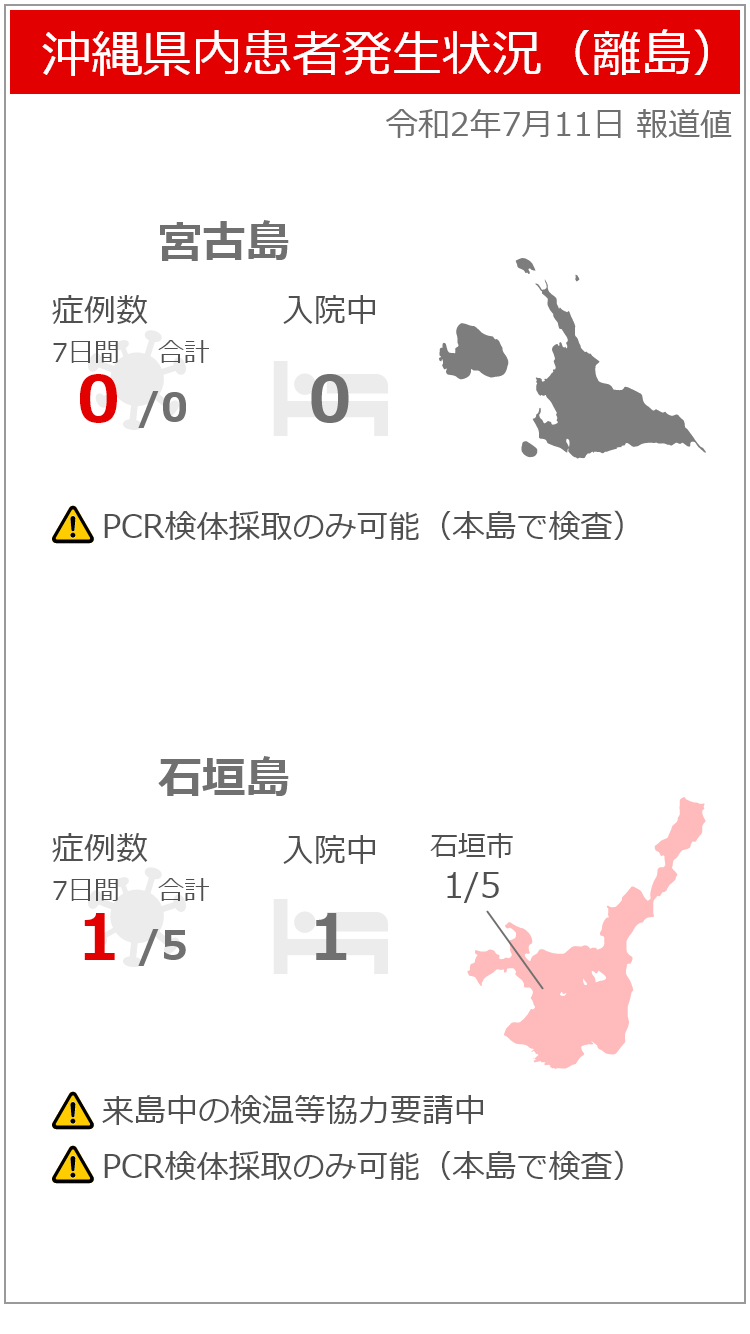 沖縄県内患者発生状況（離島）
令和2年7月11日 報道値
宮古島
症例数
入院中
7日間 合計
0 /0
0
PCR検体採取のみ可能（本島で検査）
石垣島
症例数
入院中
7日間 合計
1 /5
1
石垣市
1/5
来島中の検温等協力要請中
PCR検体採取のみ可能（本島で検査）